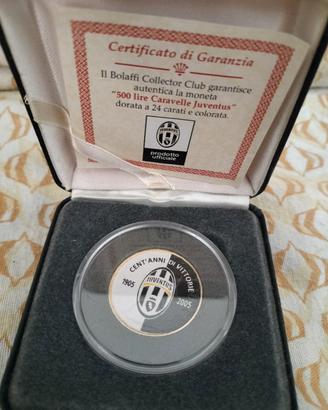 Certificato di Garanzia
Il Bolaffi Collector Club garantisce
autentica la moneta
"500 lire Caravelle Juventus"
dorata a 24 carati e colorata.
JUVENTUS
prodotto
ufficiale
CENT'ANNI DI VITTORIE
1905 2005
JUVENTUS